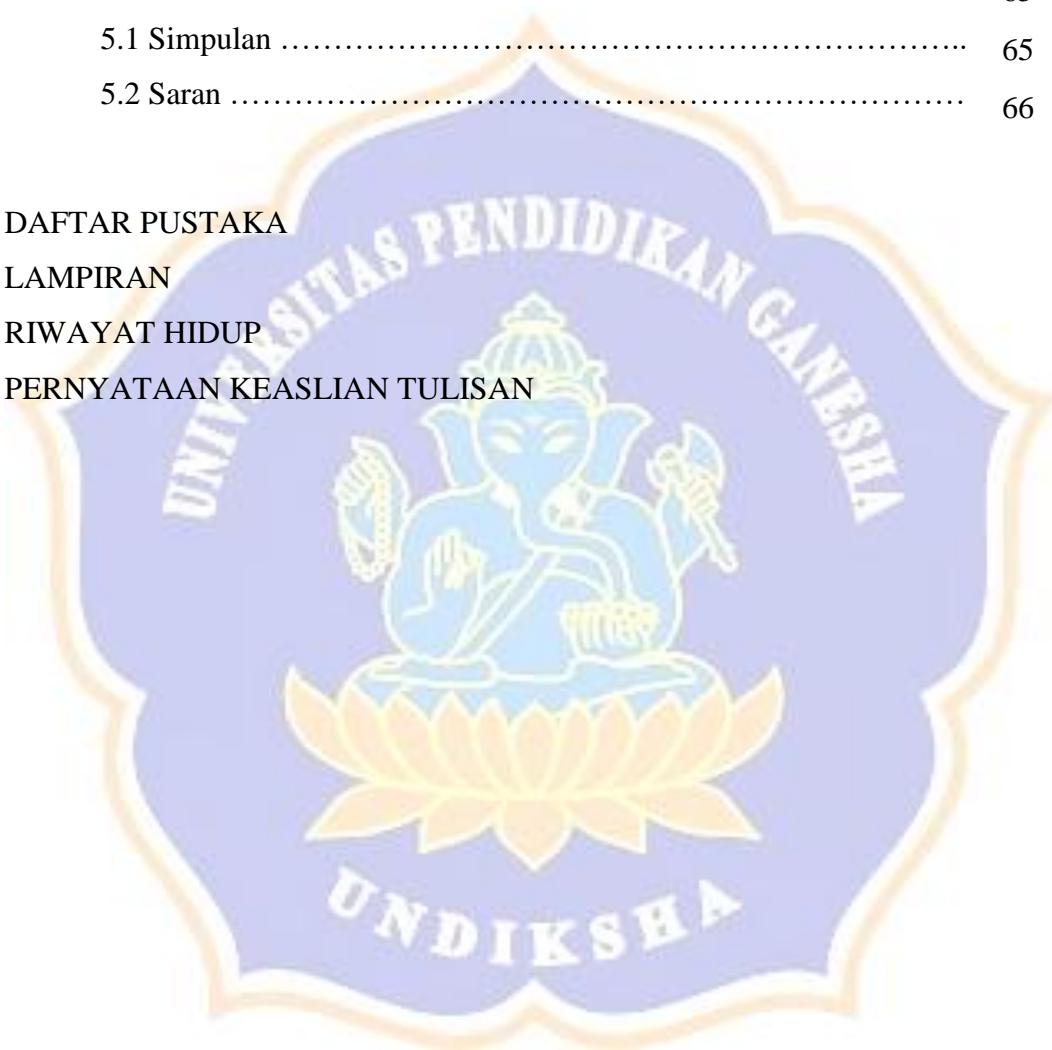 5.1 Simpulan ……………………………………………………….. 65
5.2 Saran …………………………………………………………… 66
DAFTAR PUSTAKA
LAMPIRAN
RIWAYAT HIDUP
PERNYATAAN KEASLIAN TULISAN
UNIVERSITAS PENDIDIKAN GANESHA
UNDIKSHA